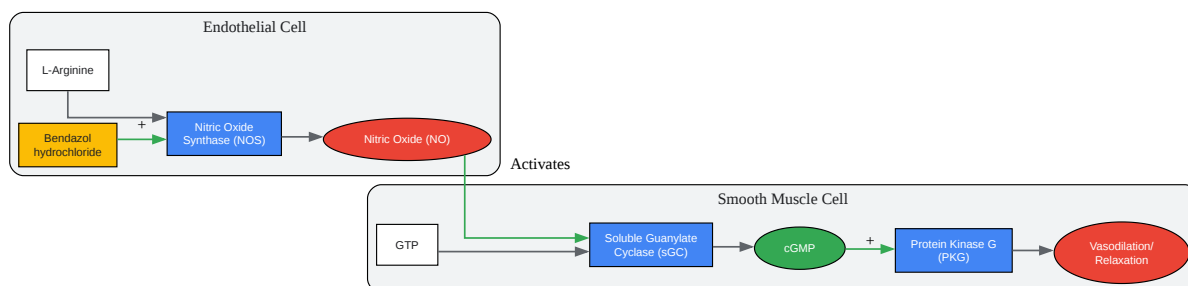 Endothelial Cell
L-Arginine
+
Bendazol
hydrochloride
Nitric Oxide
Synthase (NOS)
Nitric Oxide (NO)
Activates
Smooth Muscle Cell
GTP
Soluble Guanylate
Cyclase (sGC)
cGMP
+
Protein Kinase G
(PKG)
Vasodilation/
Relaxation